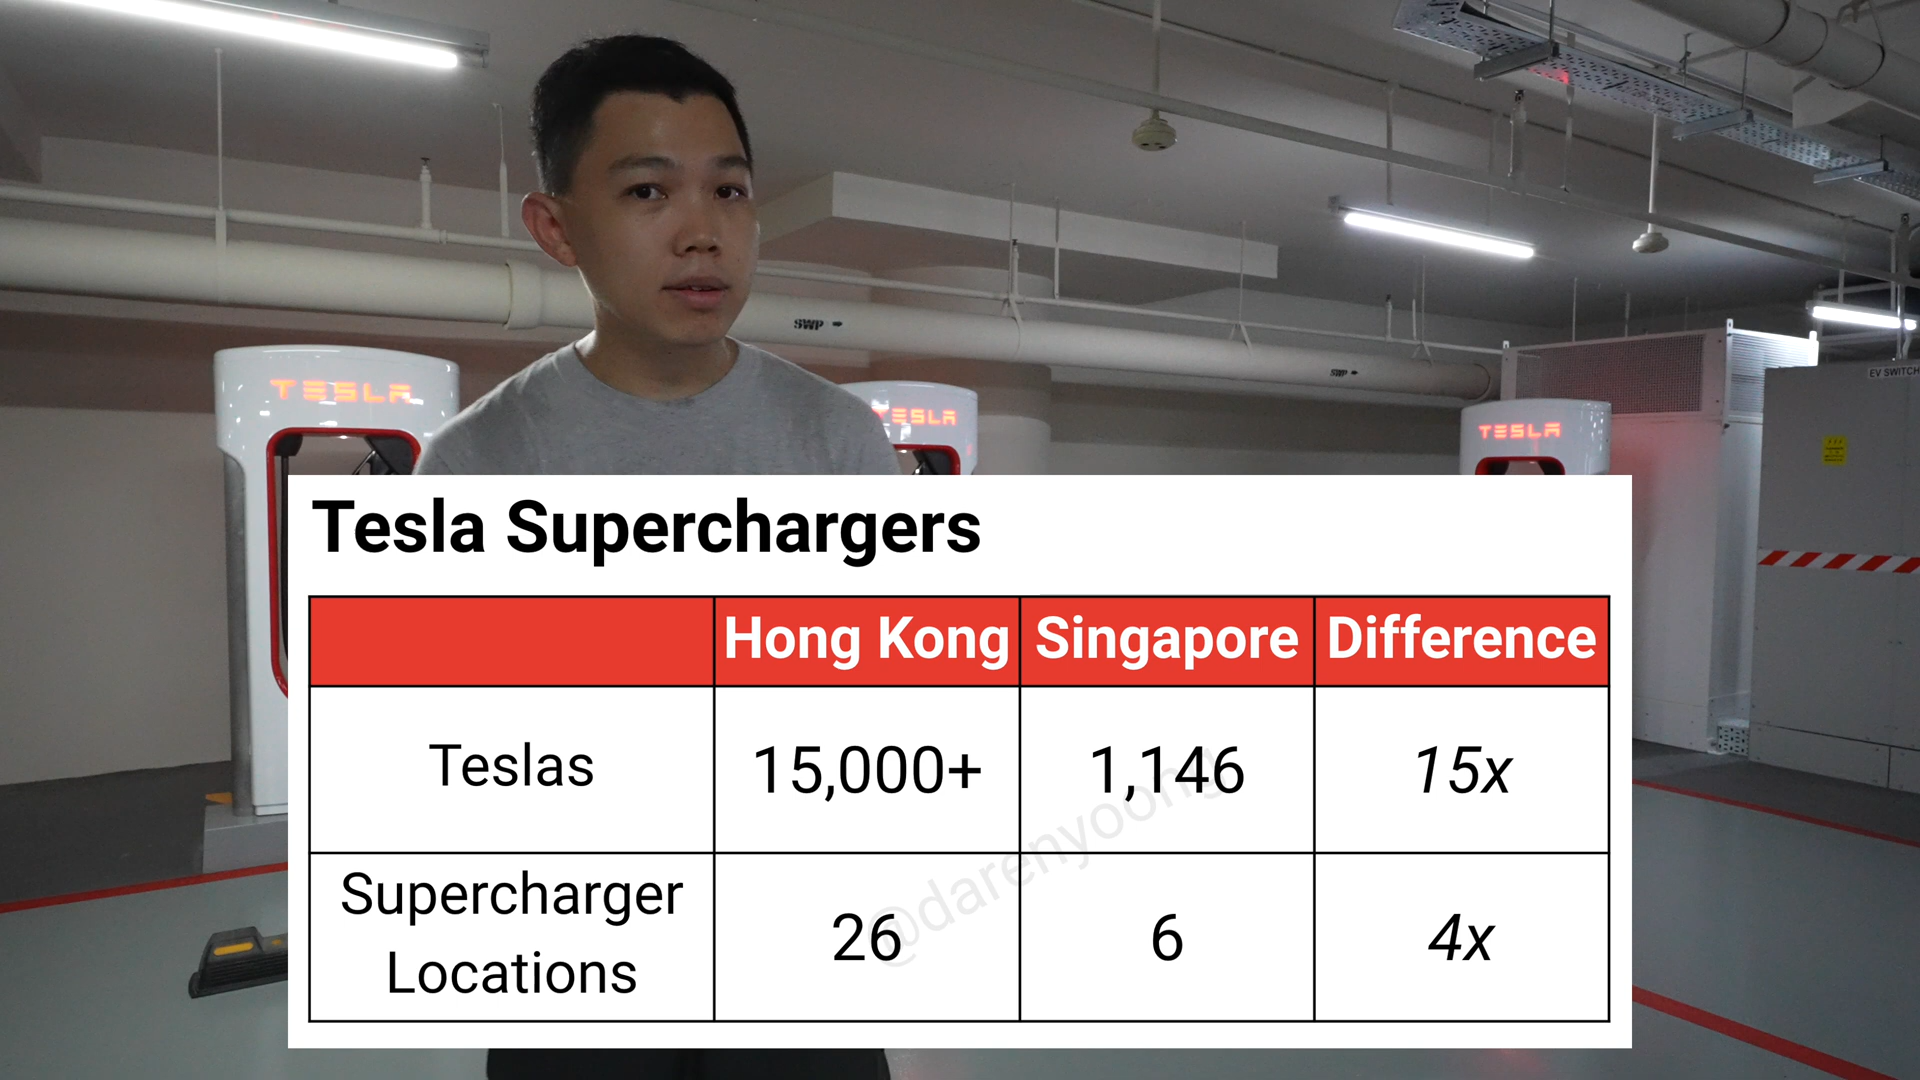 SWP
SWP
EV SWITCH
TESLA
TESLA
TESLA
Tesla Superchargers
Hong Kong Singapore Difference
Teslas 15,000+ 1,146 15x
Supercharger
Locations
26 6 4x
@darenyoong